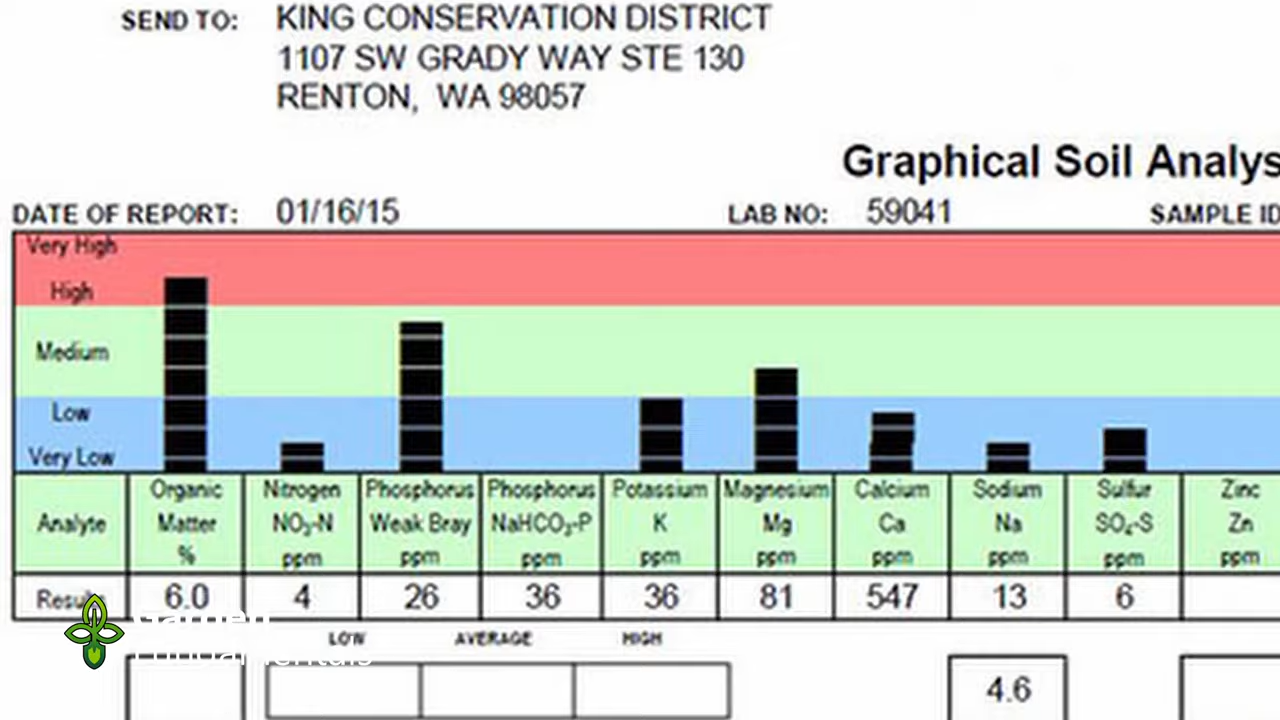 SEND TO: KING CONSERVATION DISTRICT
1107 SW GRADY WAY STE 130
RENTON, WA 98057
Graphical Soil Analys
DATE OF REPORT: 01/16/15 LAB NO: 59041 SAMPLE ID
Very High
High
Medium
Low
Very Low
Organic Nitrogen Phosphorus Phosphorus Potassium Magnesium Calcium Sodium Sulfur Zinc
Analyte Matter NO3-N Weak Bray NaHCO3-P K Mg Ca Na SO4-S Zn
% ppm ppm ppm ppm ppm ppm ppm ppm ppm
Results 6.0 4 26 36 36 81 547 13 6
Garden
Fundamentals
LOW AVERAGE HIGH
4.6